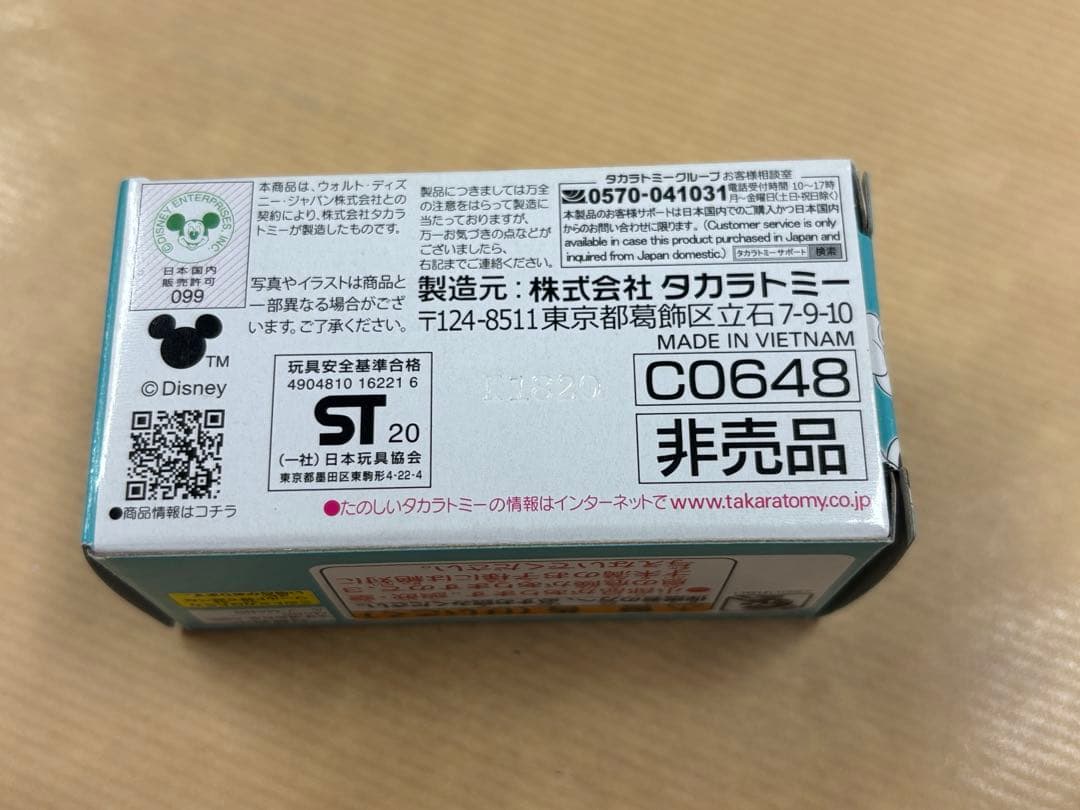 ©DISNEY ENTERPRISES INC.
日本国内
販売許可
099
本商品は、ウォルト・ディズ
ニー・ジャパン株式会社との
契約により、株式会社タカラ
トミーが製造したものです。
写真やイラストは商品と
一部異なる場合がござ
います。ご了承ください。
製品につきましては万全
の注意をはらって製造に
当たっておりますが、
万一お気づきの点などが
ございましたら、
右記までご連絡ください。
タカラトミーグループ お客様相談室
0570-041031 電話受付時間 10〜17時
月〜金曜日(土日・祝日除く)
本製品のお客様サポートは日本国内でのご購入かつ日本国内
からのお問い合わせに限ります。(Customer service is only
available in case this product purchased in Japan and
inquired from Japan domestic.) タカラトミーサポート 検索
製造元:株式会社 タカラトミー
〒124-8511東京都葛飾区立石7-9-10
MADE IN VIETNAM
TM
©Disney
玩具安全基準合格
4904810 16221 6
ST 20
(一社)日本玩具協会
東京都墨田区東駒形4-22-4
K1820
C0648
非売品
●商品情報はコチラ
●たのしいタカラトミーの情報はインターネットで www.takaratomy.co.jp
与えないでください。